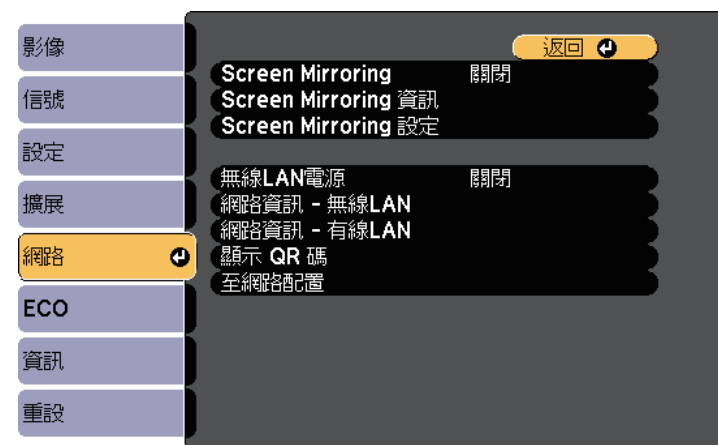 影像
信號
設定
擴展
網路
ECO
資訊
重設
返回
Screen Mirroring 關閉
Screen Mirroring 資訊
Screen Mirroring 設定
無線LAN電源 關閉
網路資訊 - 無線LAN
網路資訊 - 有線LAN
顯示 QR 碼
至網路配置